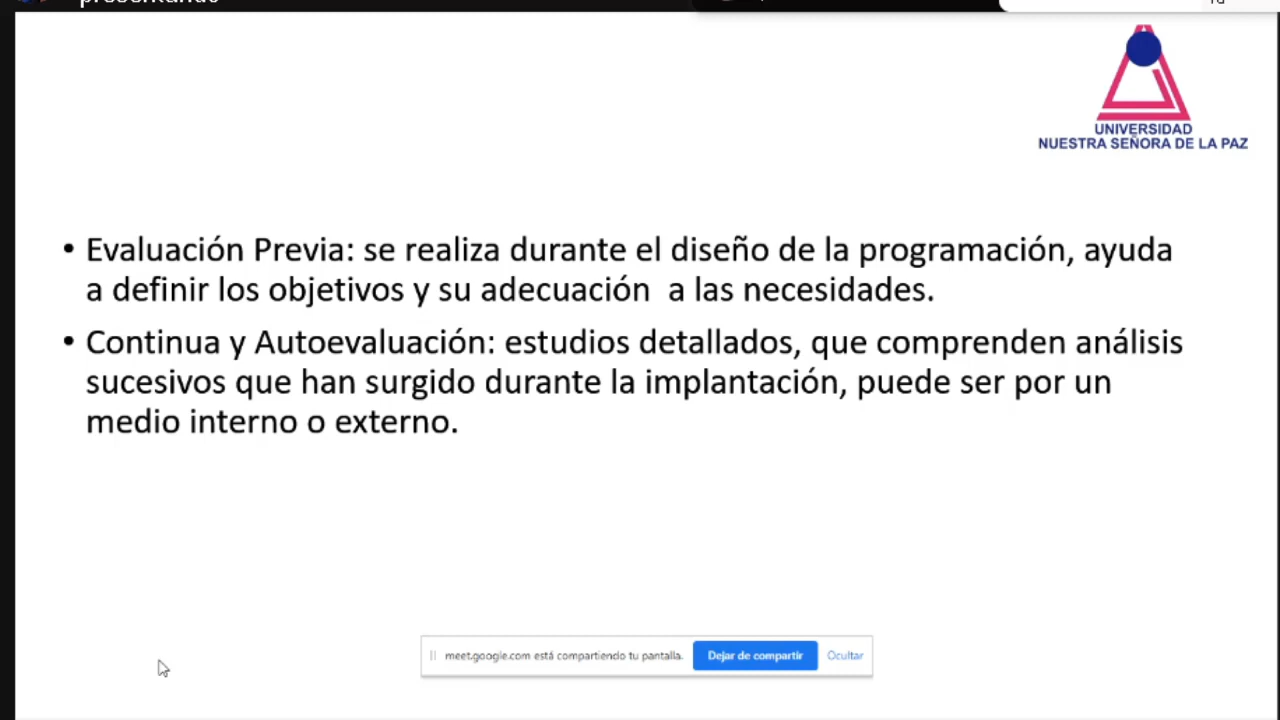 UNIVERSIDAD
NUESTRA SEÑORA DE LA PAZ
• Evaluación Previa: se realiza durante el diseño de la programación, ayuda
a definir los objetivos y su adecuación a las necesidades.
• Continua y Autoevaluación: estudios detallados, que comprenden análisis
sucesivos que han surgido durante la implantación, puede ser por un
medio interno o externo.
meet.google.com está compartiendo tu pantalla. Dejar de compartir Ocultar